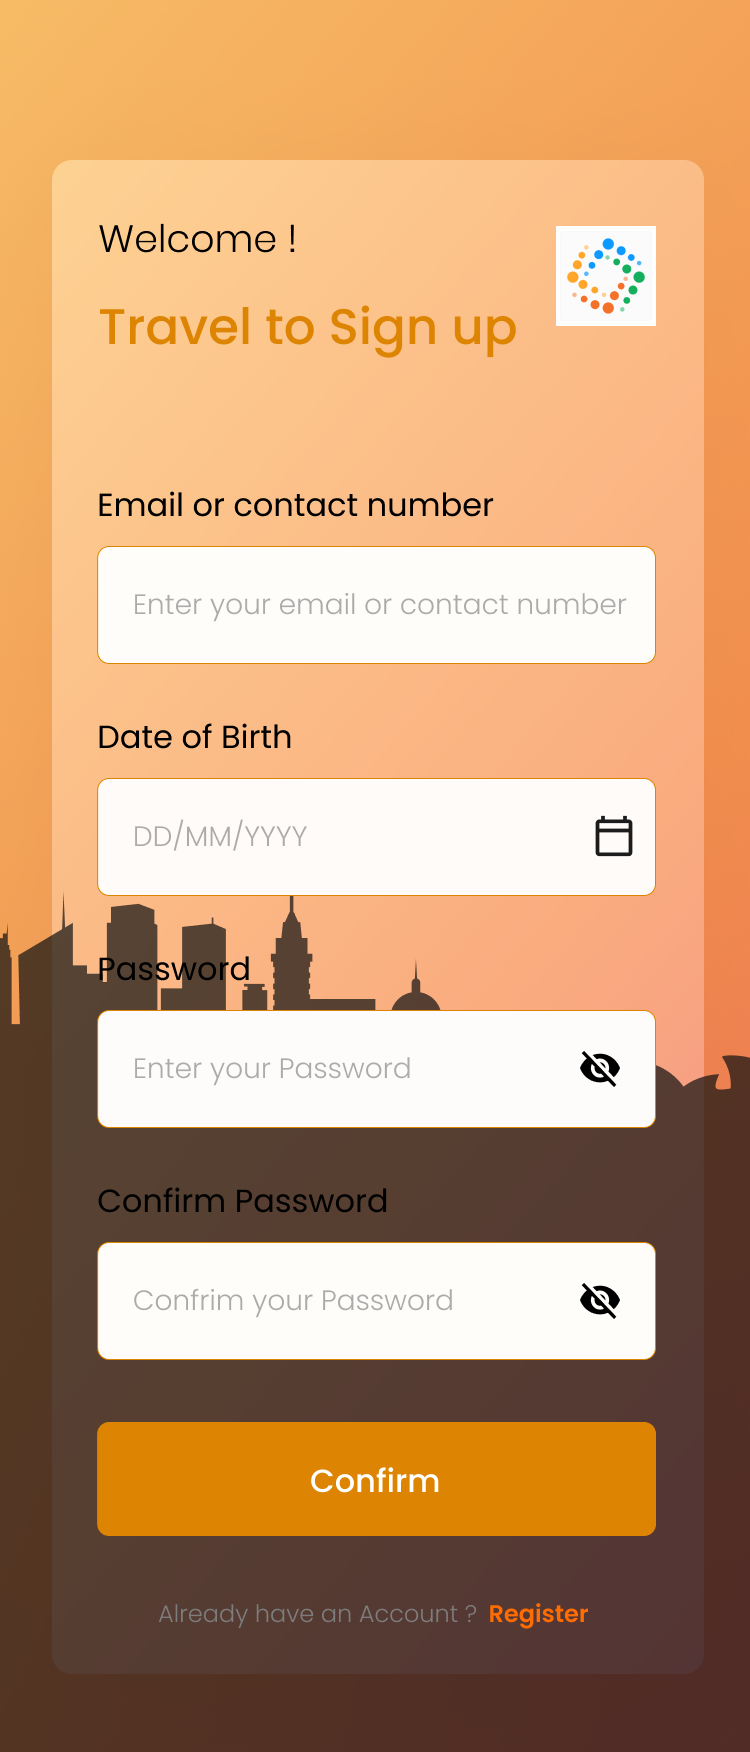 Welcome !
Travel to Sign up
Email or contact number
Enter your email or contact number
Date of Birth
DD/MM/YYYY
Password
Enter your Password
Confirm Password
Confrim your Password
Confirm
Already have an Account ? Register